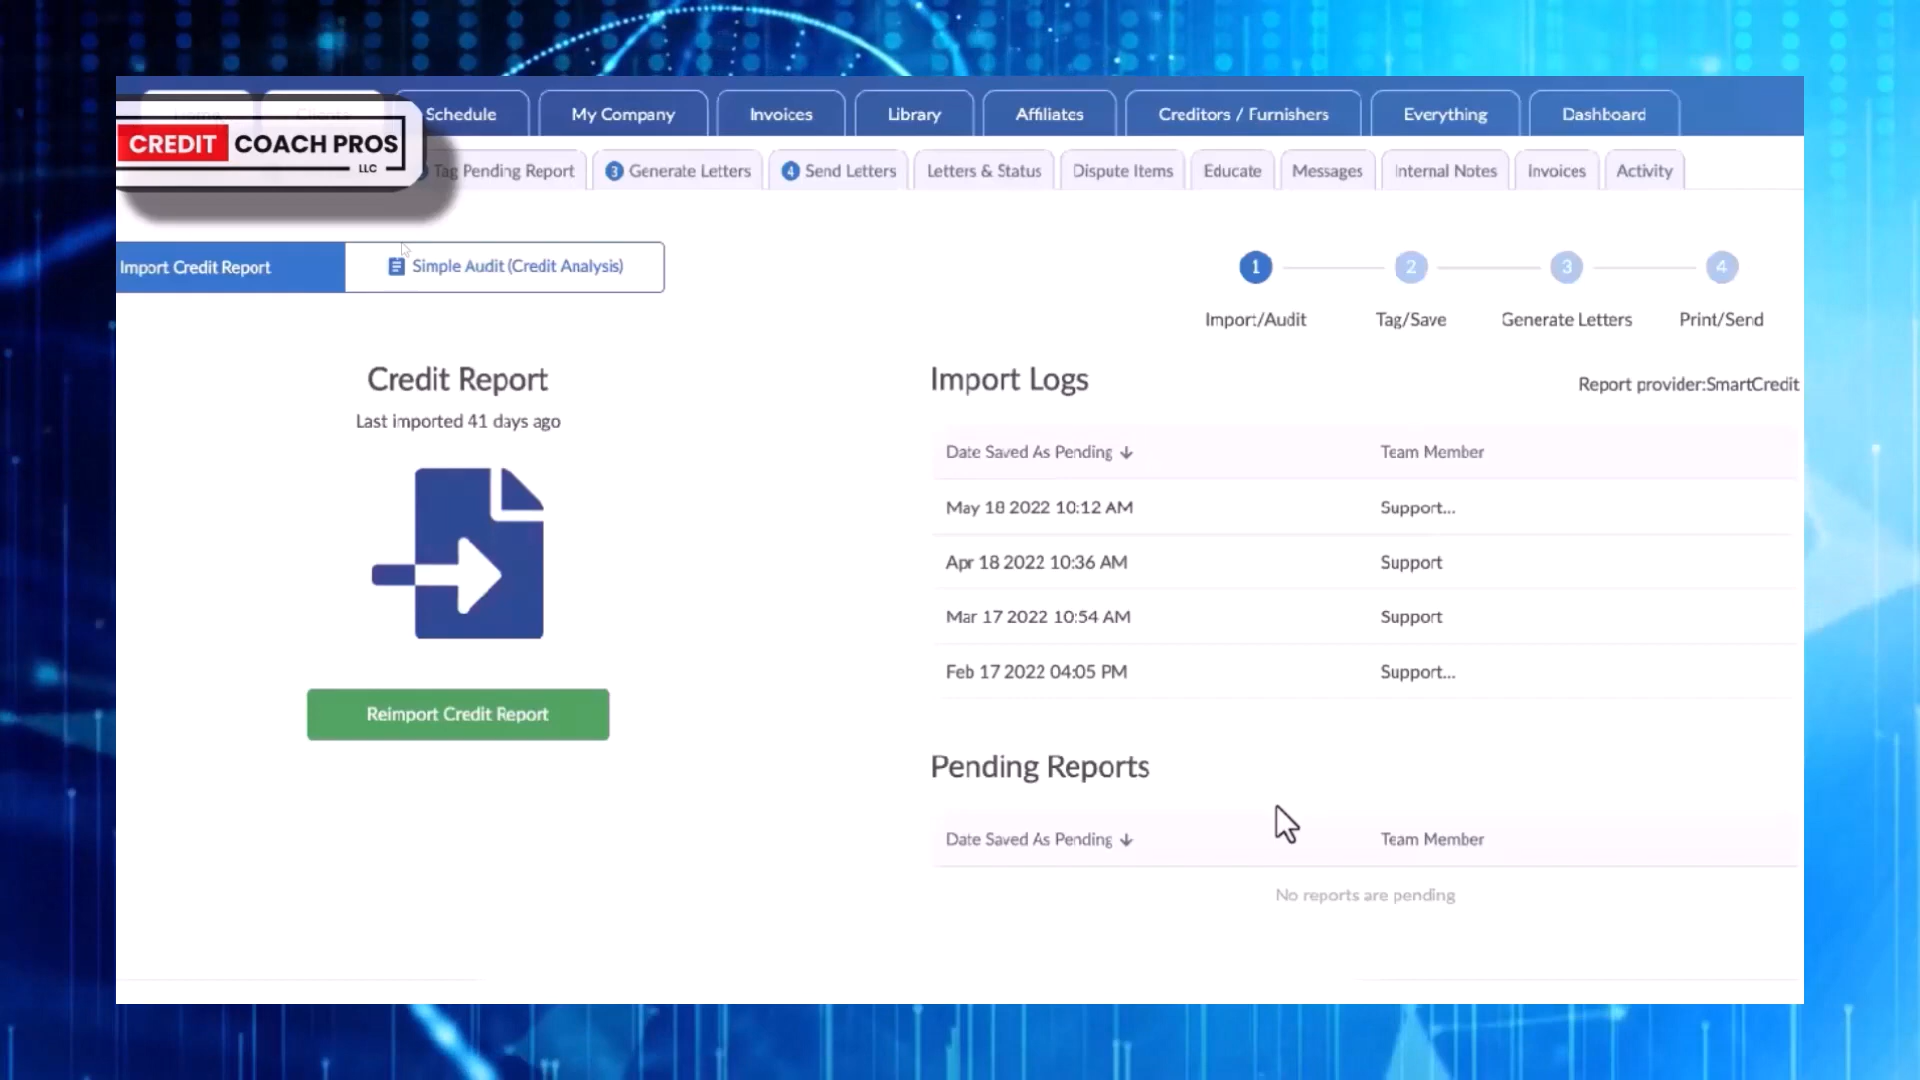 Schedule My Company Invoices Library Affiliates Creditors / Furnishers Everything Dashboard
CREDIT COACH PROS
LLC
Tag Pending Report 3 Generate Letters 4 Send Letters Letters & Status Dispute Items Educate Messages Internal Notes Invoices Activity
Import Credit Report Simple Audit (Credit Analysis)
1 2 3 4
Import/Audit Tag/Save Generate Letters Print/Send
Credit Report
Last imported 41 days ago
Reimport Credit Report
Import Logs Report provider:SmartCredit
Date Saved As Pending ↓ Team Member
May 18 2022 10:12 AM Support...
Apr 18 2022 10:36 AM Support
Mar 17 2022 10:54 AM Support
Feb 17 2022 04:05 PM Support...
Pending Reports
Date Saved As Pending ↓ Team Member
No reports are pending